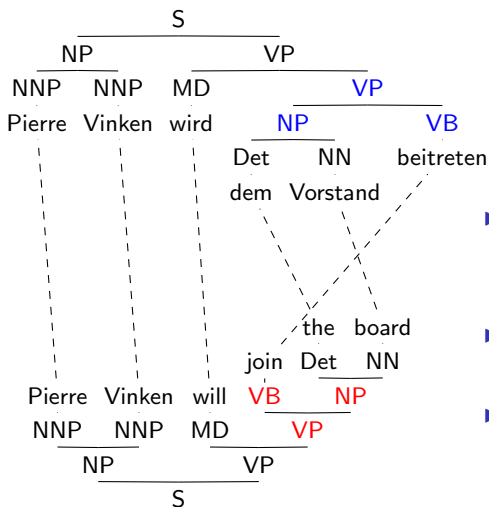 S
NP VP
NNP NNP MD VP
Pierre Vinken wird NP VB
Det NN beitreten
dem Vorstand
the board
join Det NN
Pierre Vinken will VB NP
NNP NNP MD VP
NP VP
S